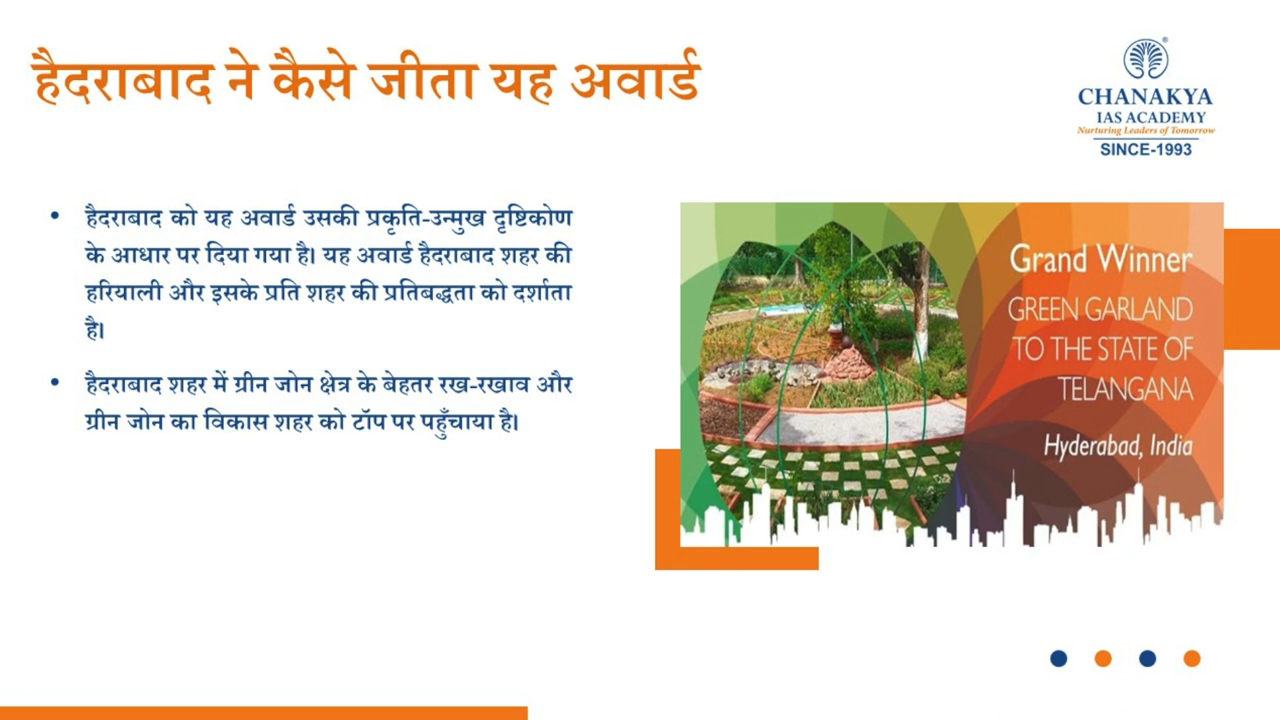 हैदराबाद ने कैसे जीता यह अवार्ड
CHANAKYA
IAS ACADEMY
Nurturing Leaders of Tomorrow
SINCE-1993
• हैदराबाद को यह अवार्ड उसकी प्रकृति-उन्मुख दृष्टिकोण
के आधार पर दिया गया है। यह अवार्ड हैदराबाद शहर की
हरियाली और इसके प्रति शहर की प्रतिबद्धता को दर्शाता
है।
• हैदराबाद शहर में ग्रीन जोन क्षेत्र के बेहतर रख-रखाव और
ग्रीन जोन का विकास शहर को टॉप पर पहुँचाया है।
Grand Winner
GREEN GARLAND
TO THE STATE OF
TELANGANA
Hyderabad, India